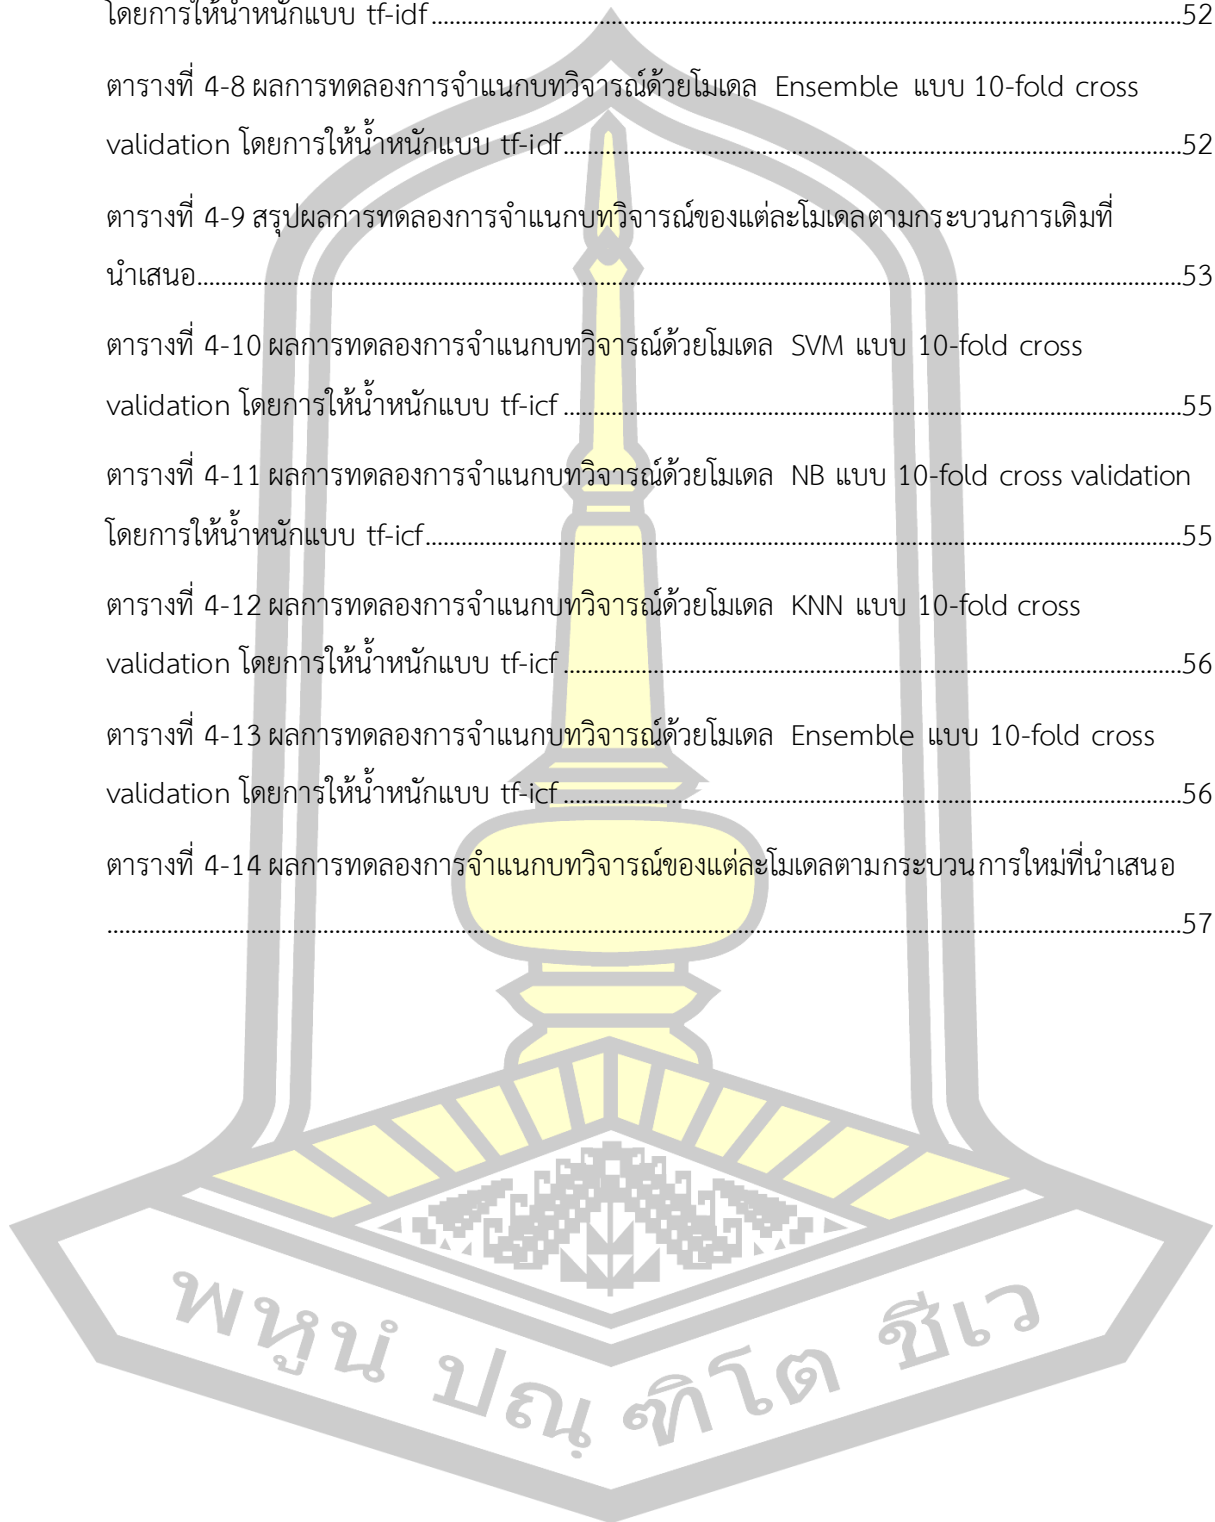 โดยการให้น้ำหนักแบบ tf-idf...............................................................................................................52
ตารางที่ 4-8 ผลการทดลองการจำแนกบทวิจารณ์ด้วยโมเดล Ensemble แบบ 10-fold cross
validation โดยการให้น้ำหนักแบบ tf-idf...............................................................................................52
ตารางที่ 4-9 สรุปผลการทดลองการจำแนกบทวิจารณ์ของแต่ละโมเดลตามกระบวนการเดิมที่
นำเสนอ...............................................................................................................53
ตารางที่ 4-10 ผลการทดลองการจำแนกบทวิจารณ์ด้วยโมเดล SVM แบบ 10-fold cross
validation โดยการให้น้ำหนักแบบ tf-icf...............................................................................................55
ตารางที่ 4-11 ผลการทดลองการจำแนกบทวิจารณ์ด้วยโมเดล NB แบบ 10-fold cross validation
โดยการให้น้ำหนักแบบ tf-icf...............................................................................................................55
ตารางที่ 4-12 ผลการทดลองการจำแนกบทวิจารณ์ด้วยโมเดล KNN แบบ 10-fold cross
validation โดยการให้น้ำหนักแบบ tf-icf...............................................................................................56
ตารางที่ 4-13 ผลการทดลองการจำแนกบทวิจารณ์ด้วยโมเดล Ensemble แบบ 10-fold cross
validation โดยการให้น้ำหนักแบบ tf-icf...............................................................................................56
ตารางที่ 4-14 ผลการทดลองการจำแนกบทวิจารณ์ของแต่ละโมเดลตามกระบวนการใหม่ที่นำเสนอ
...............................................................................................................57
พหูนํ ปณฺฑิโต ชีเว